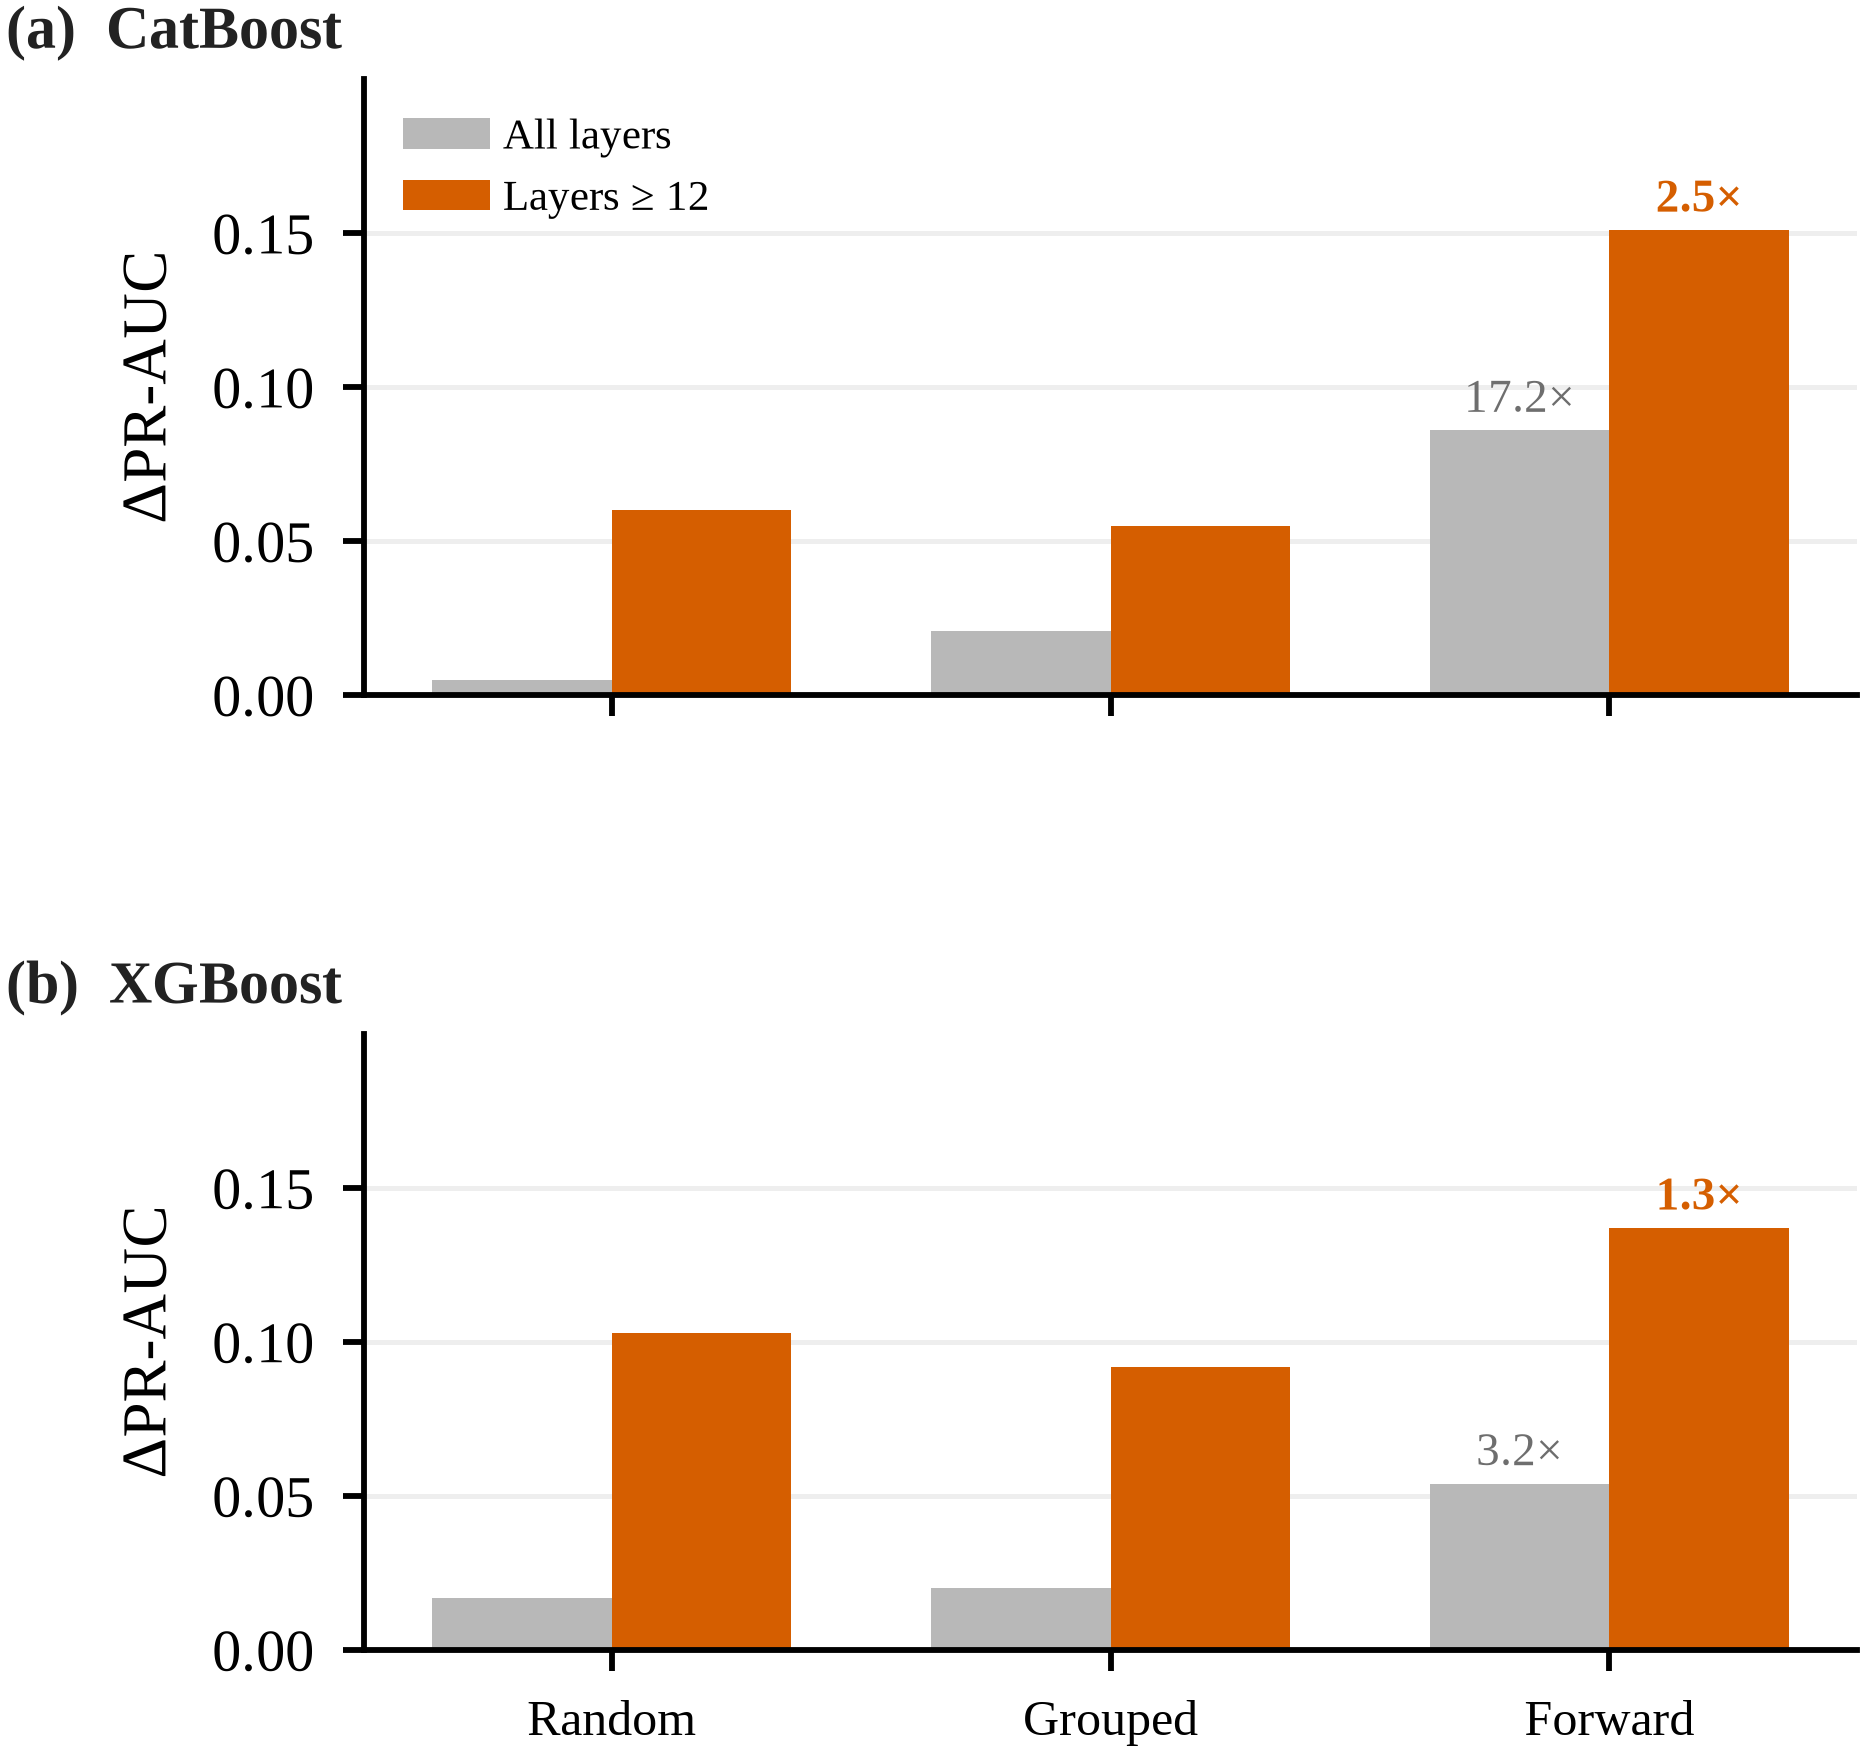 (a) CatBoost
All layers
Layers ≥ 12
2.5×
0.15
17.2×
0.10
0.05
0.00
ΔPR-AUC
(b) XGBoost
1.3×
0.15
0.10
3.2×
0.05
0.00
ΔPR-AUC
Random Grouped Forward